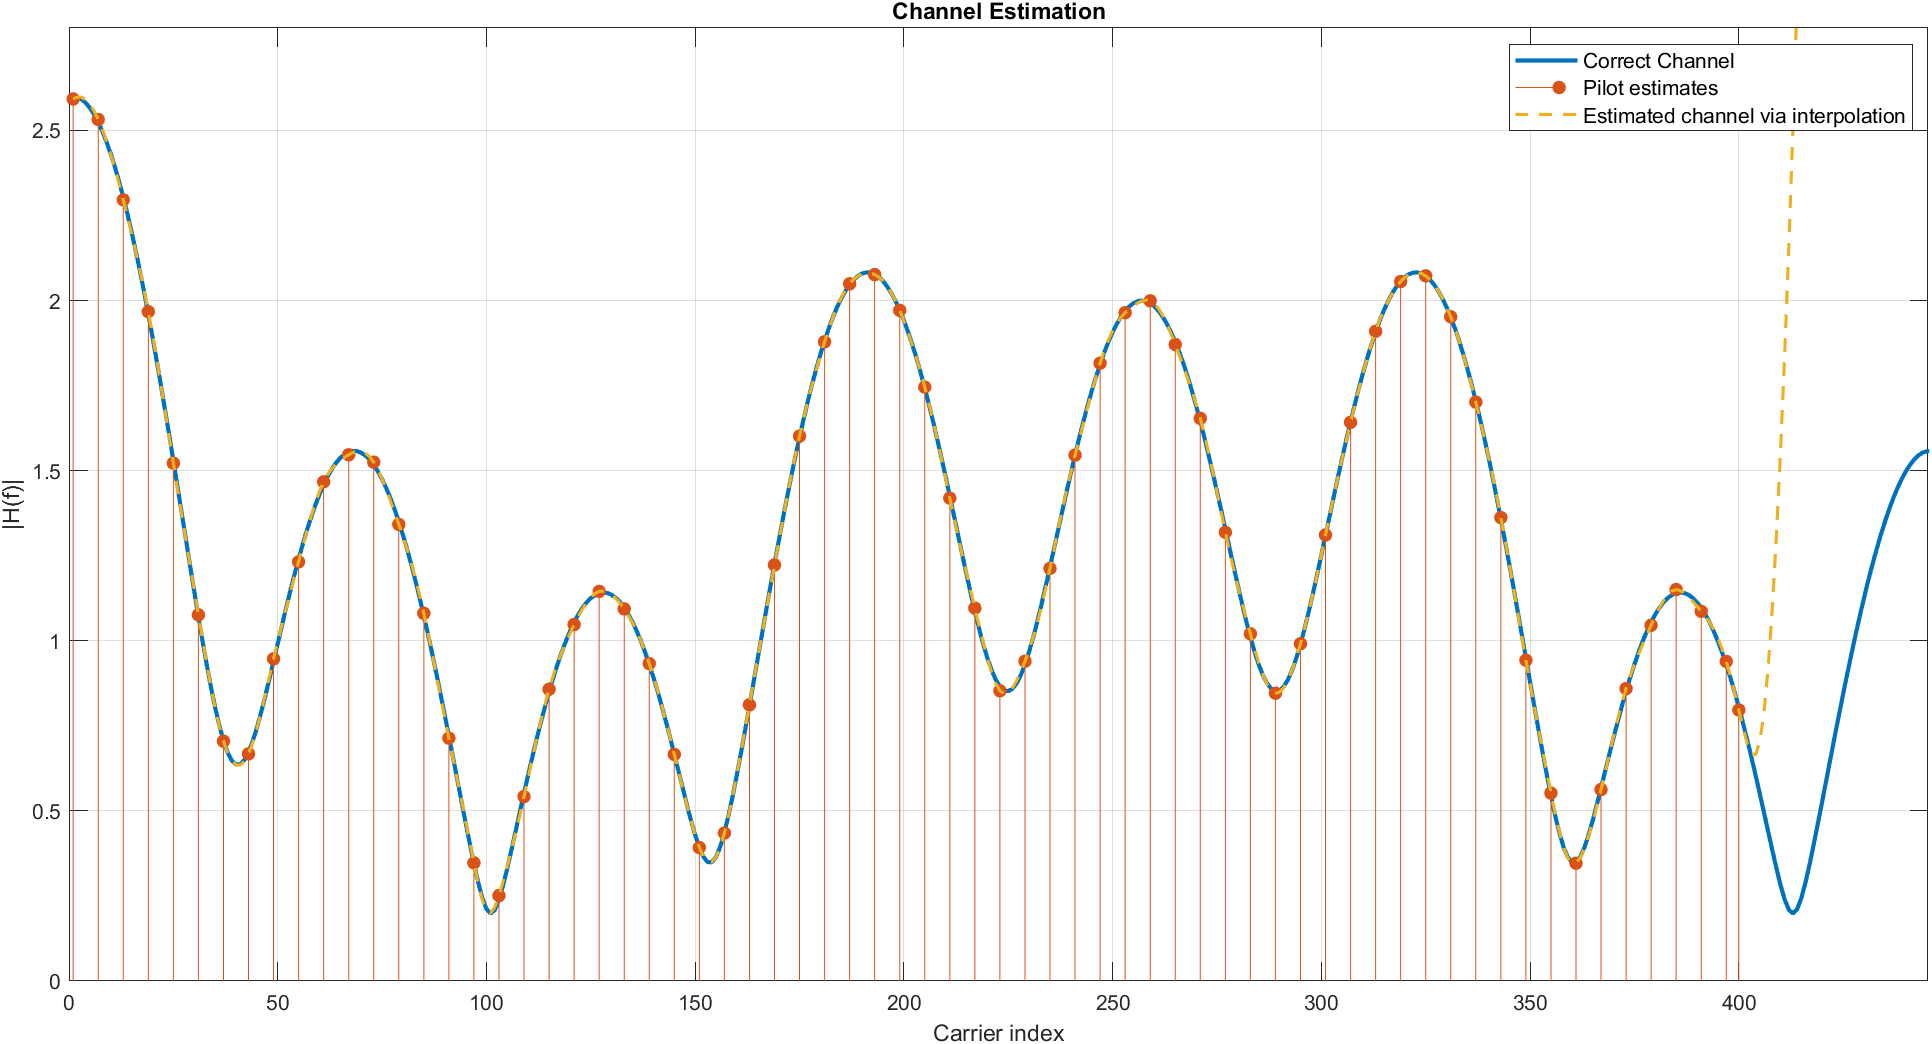 Channel Estimation
Correct Channel
Pilot estimates
Estimated channel via interpolation
|H(f)|
2.5
2
1.5
1
0.5
0
0 50 100 150 200 250 300 350 400
Carrier index